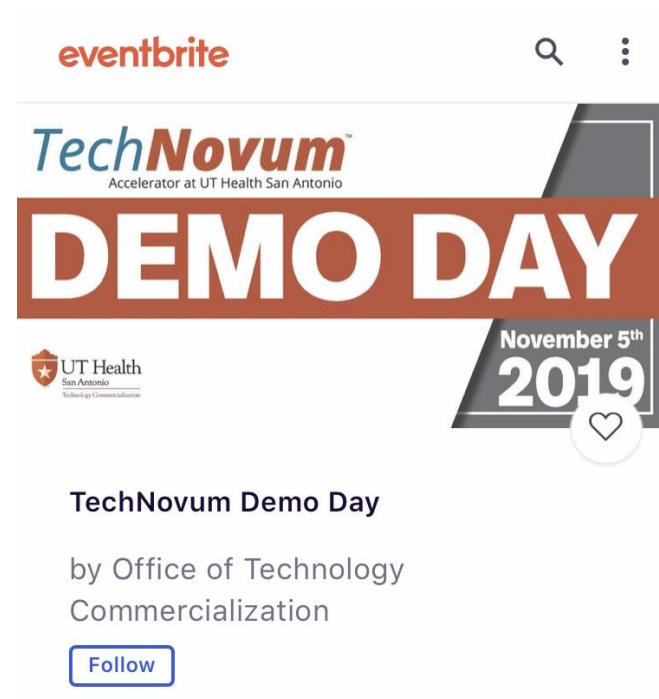 eventbrite
TechNovum™
Accelerator at UT Health San Antonio
DEMO DAY
November 5th
2019
UT Health
San Antonio
Technology Commercialization
TechNovum Demo Day
by Office of Technology
Commercialization
Follow